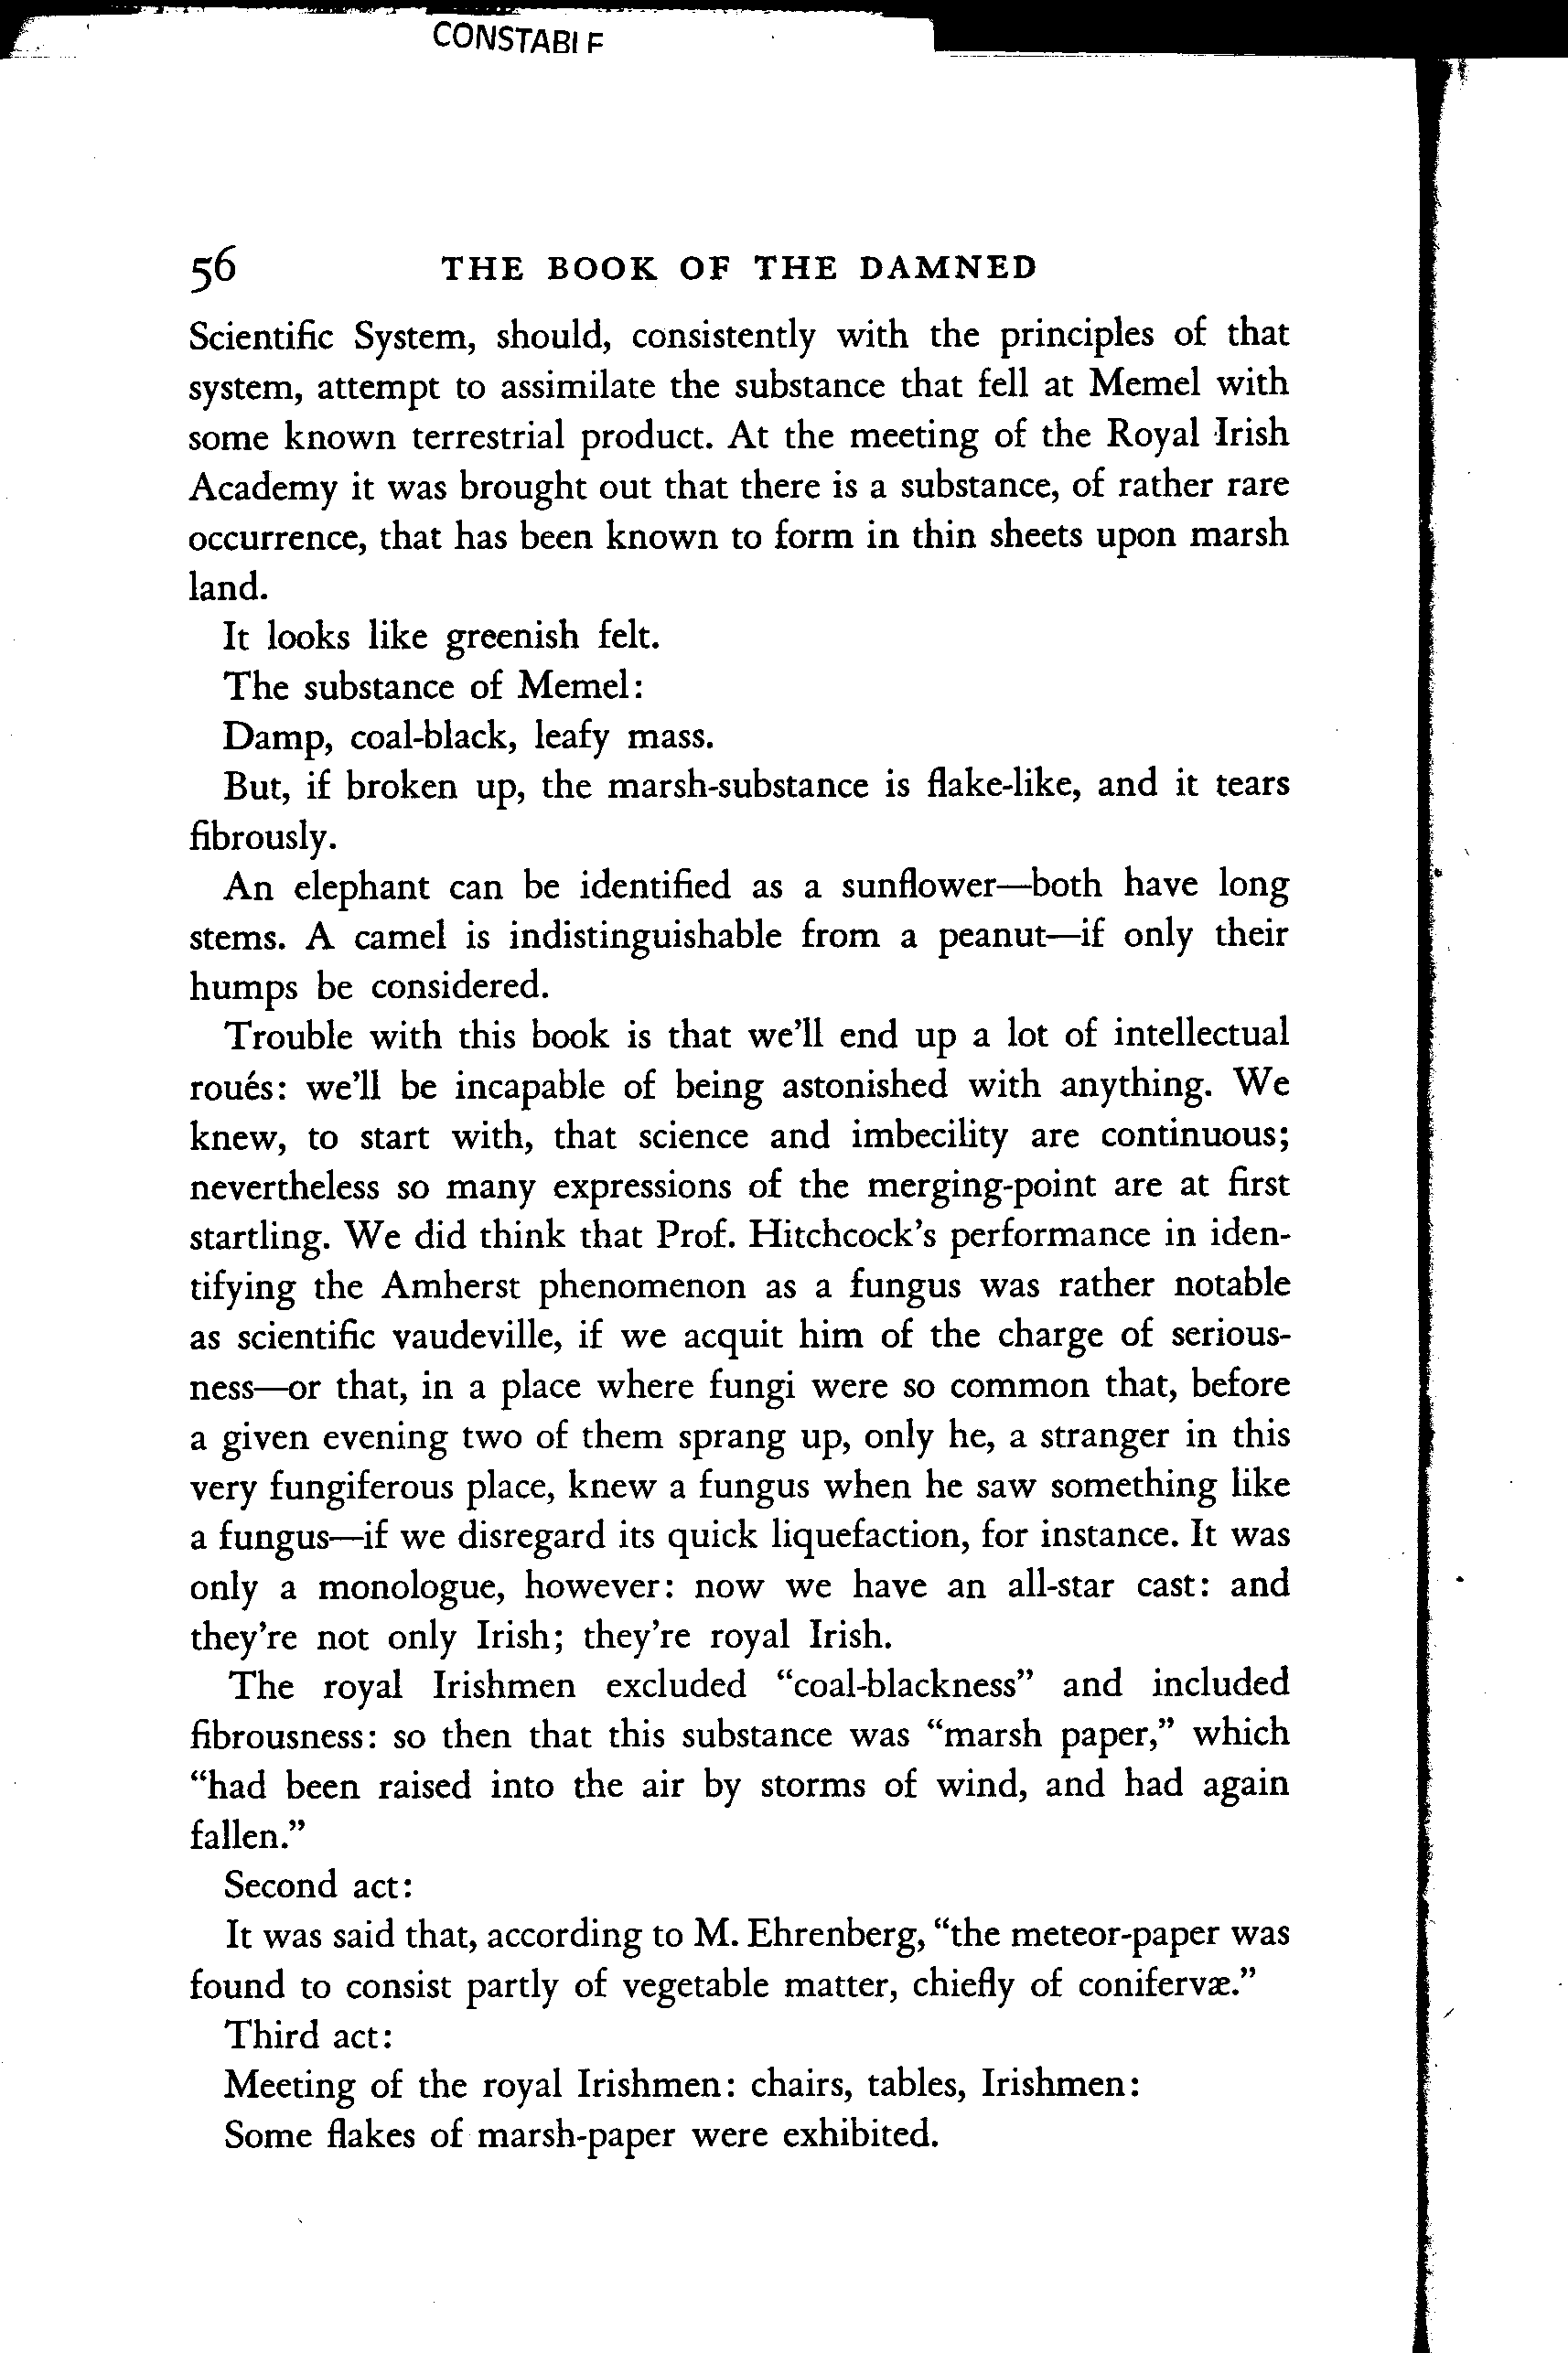 CONSTABLE
56 THE BOOK OF THE DAMNED
Scientific System, should, consistently with the principles of that
system, attempt to assimilate the substance that fell at Memel with
some known terrestrial product. At the meeting of the Royal Irish
Academy it was brought out that there is a substance, of rather rare
occurrence, that has been known to form in thin sheets upon marsh
land.
It looks like greenish felt.
The substance of Memel:
Damp, coal-black, leafy mass.
But, if broken up, the marsh-substance is flake-like, and it tears
fibrously.
An elephant can be identified as a sunflower—both have long
stems. A camel is indistinguishable from a peanut—if only their
humps be considered.
Trouble with this book is that we'll end up a lot of intellectual
roués: we'll be incapable of being astonished with anything. We
knew, to start with, that science and imbecility are continuous;
nevertheless so many expressions of the merging-point are at first
startling. We did think that Prof. Hitchcock's performance in iden-
tifying the Amherst phenomenon as a fungus was rather notable
as scientific vaudeville, if we acquit him of the charge of serious-
ness—or that, in a place where fungi were so common that, before
a given evening two of them sprang up, only he, a stranger in this
very fungiferous place, knew a fungus when he saw something like
a fungus—if we disregard its quick liquefaction, for instance. It was
only a monologue, however: now we have an all-star cast: and
they're not only Irish; they're royal Irish.
The royal Irishmen excluded “coal-blackness” and included
fibrousness: so then that this substance was “marsh paper,” which
“had been raised into the air by storms of wind, and had again
fallen.”
Second act:
It was said that, according to M. Ehrenberg, “the meteor-paper was
found to consist partly of vegetable matter, chiefly of conifervæ.”
Third act:
Meeting of the royal Irishmen: chairs, tables, Irishmen:
Some flakes of marsh-paper were exhibited.